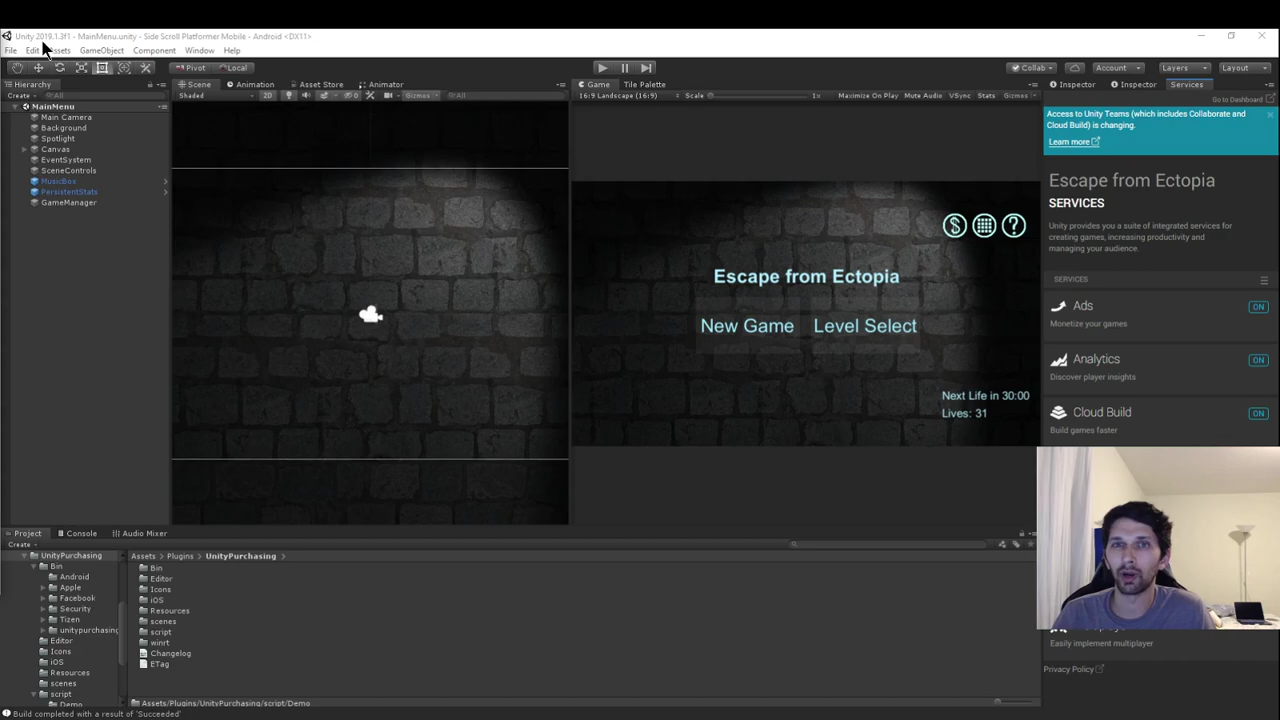 Unity 2019.1.3f1 - MainMenu.unity - Side Scroll Platformer Mobile - Android <DX11>
File Edit Assets GameObject Component Window Help
Pivot Local Collab Account Layers Layout
Hierarchy Scene Animation Asset Store Animator Game Tile Palette Inspector Inspector Services
Create All Shaded 2D 0 Gizmos All 16:9 Landscape (16:9) Scale 1x Maximize On Play Mute Audio VSync Stats Gizmos Go to Dashboard
MainMenu
Main Camera
Background
Spotlight
Canvas
EventSystem
SceneControls
MusicBox
PersistentStats
GameManager
$ ?
Escape from Ectopia
New Game Level Select
Next Life in 30:00
Lives: 31
Access to Unity Teams (which includes Collaborate and
Cloud Build) is changing.
Learn more
Escape from Ectopia
SERVICES
Unity provides you a suite of integrated services for
creating games, increasing productivity and
managing your audience.
SERVICES
Ads ON
Monetize your games
Analytics ON
Discover player insights
Cloud Build ON
Build games faster
Easily implement multiplayer
Privacy Policy
Project Console Audio Mixer
Create
UnityPurchasing
Bin
Android
Apple
Facebook
Security
Tizen
unitypurchasing
Editor
Icons
iOS
Resources
scenes
script
Demo
Assets > Plugins > UnityPurchasing >
Bin
Editor
Icons
iOS
Resources
scenes
script
winrt
Changelog
ETag
Assets/Plugins/UnityPurchasing/script/Demo
Build completed with a result of 'Succeeded'